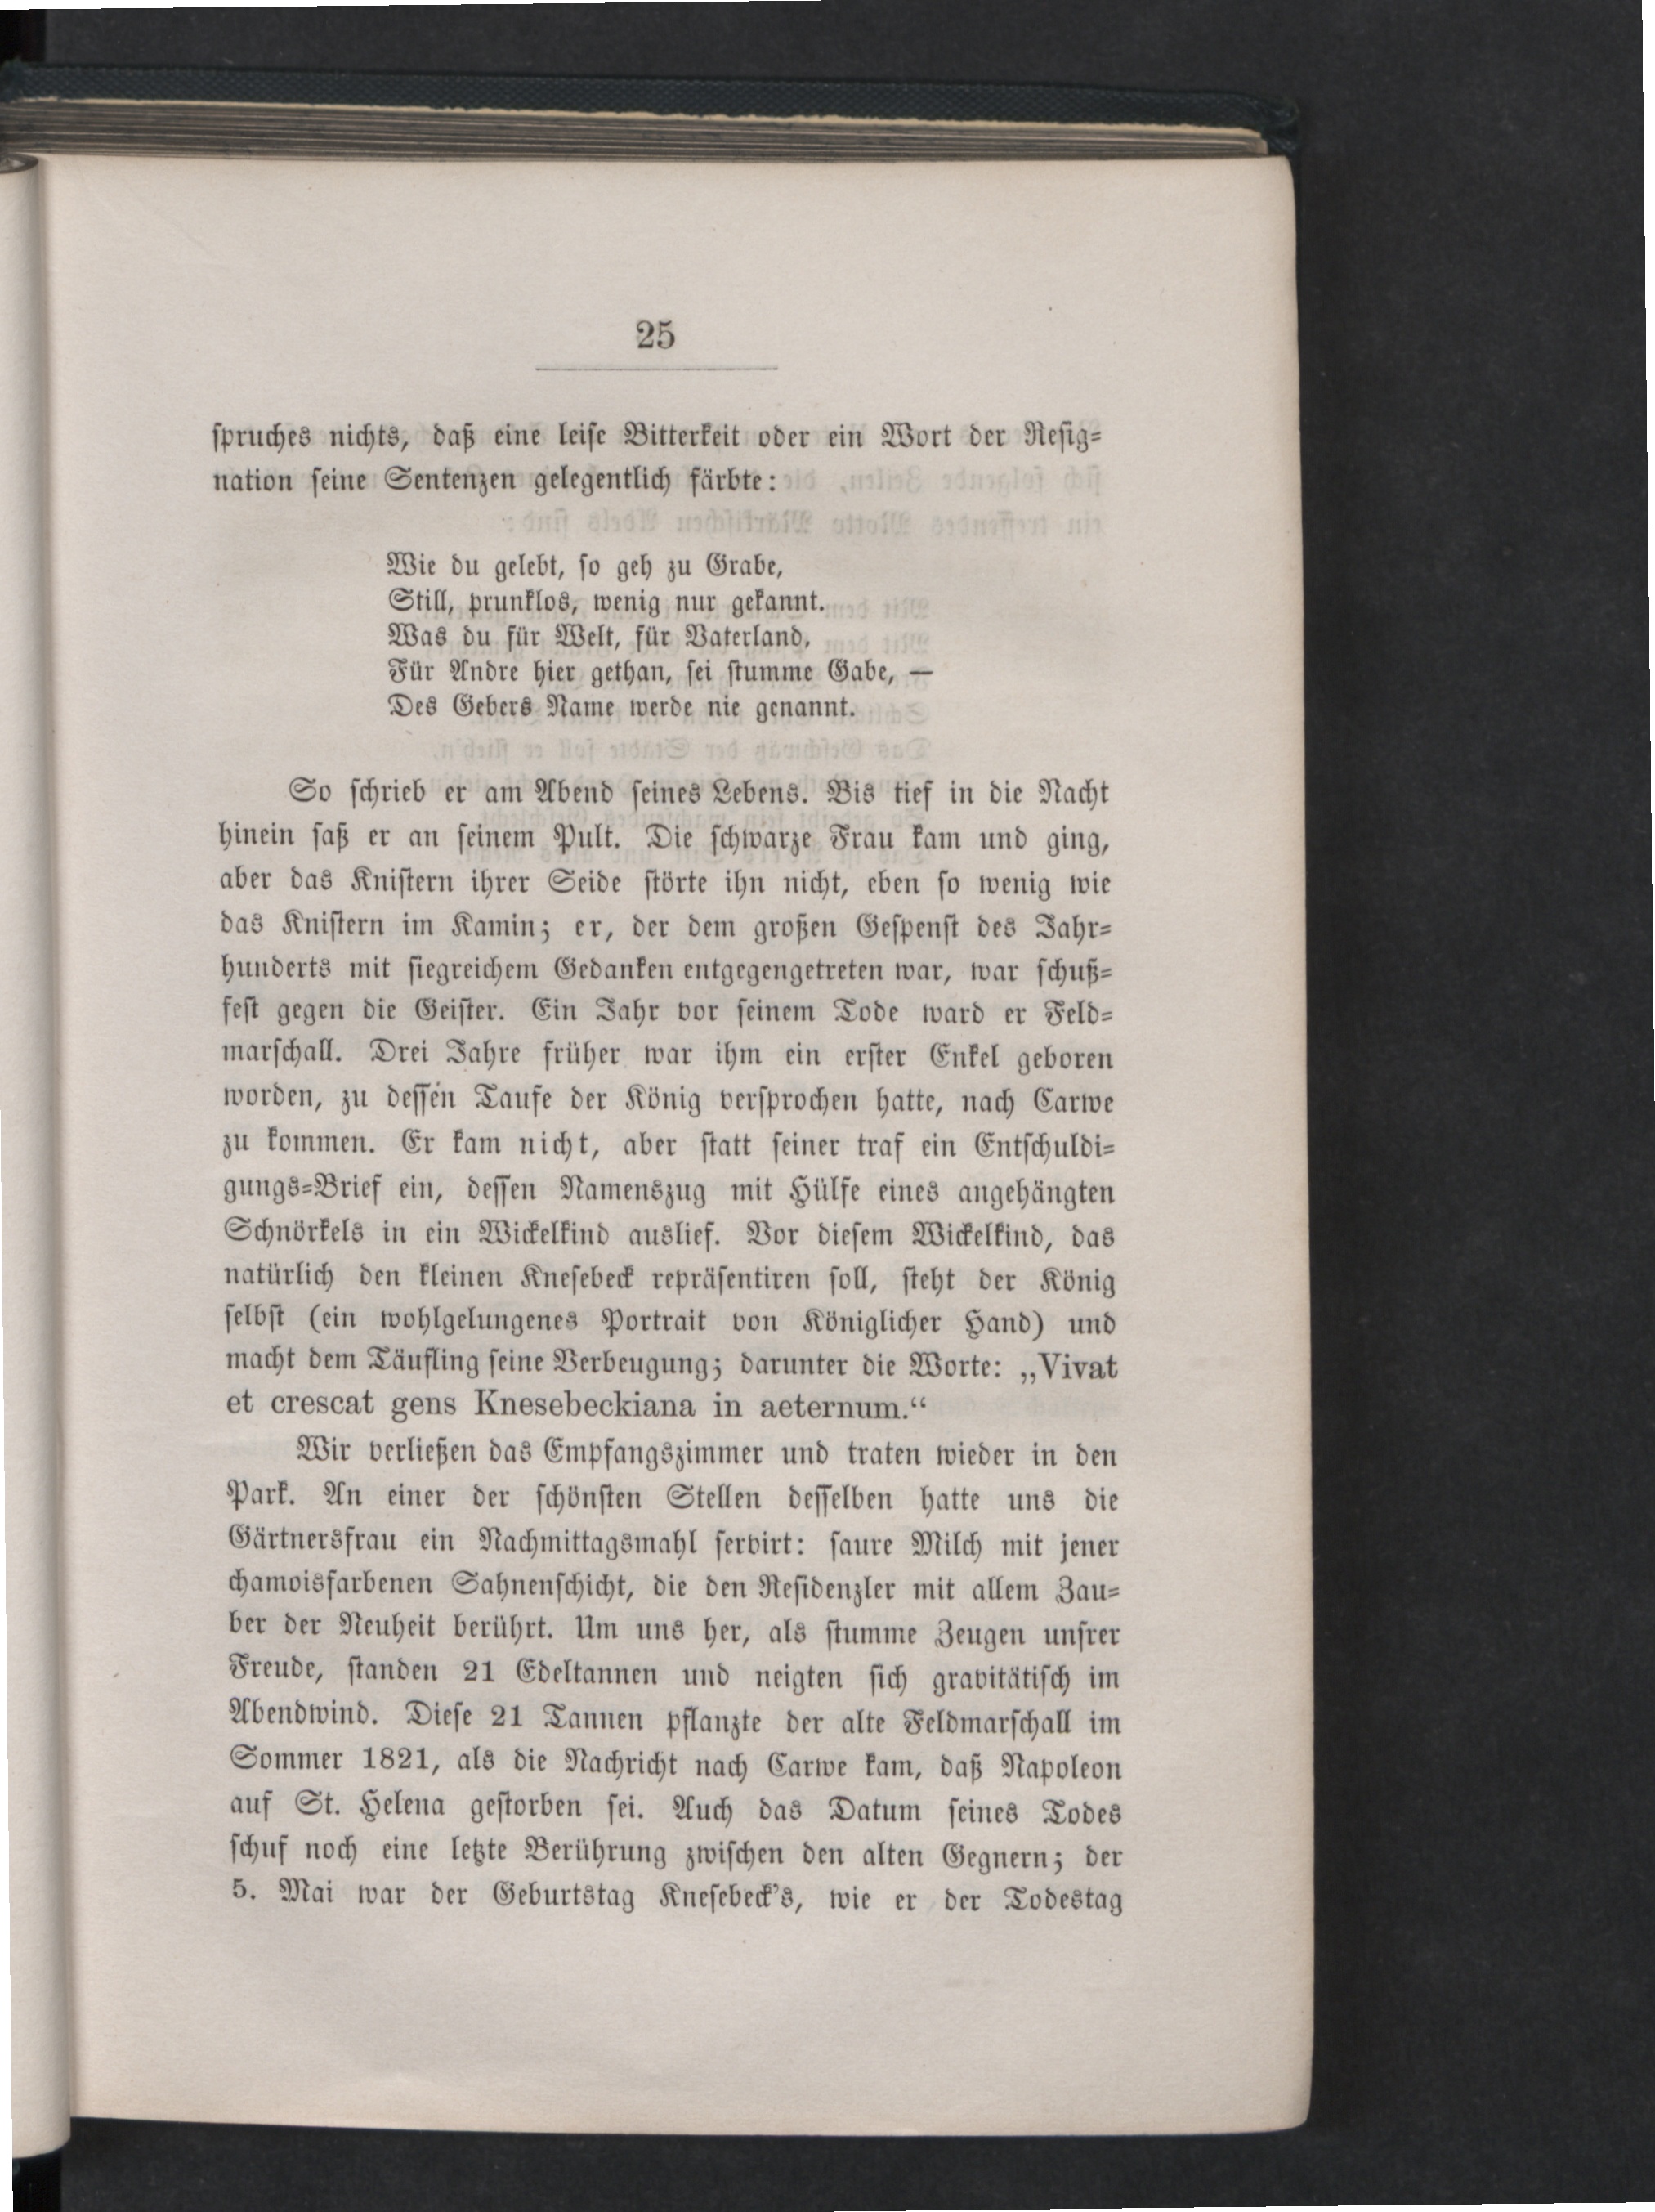 25
spruches nichts, daß eine leise Bitterkeit oder ein Wort der Resig=
nation seine Sentenzen gelegentlich färbte:
Wie du gelebt, so geh zu Grabe,
Still, prunklos, wenig nur gekannt.
Was du für Welt, für Vaterland,
Für Andre hier gethan, sei stumme Gabe, —
Des Gebers Name werde nie genannt.
So schrieb er am Abend seines Lebens. Bis tief in die Nacht
hinein saß er an seinem Pult. Die schwarze Frau kam und ging,
aber das Knistern ihrer Seide störte ihn nicht, eben so wenig wie
das Knistern im Kamin; er, der dem großen Gespenst des Jahr=
hunderts mit siegreichem Gedanken entgegengetreten war, war schuß=
fest gegen die Geister. Ein Jahr vor seinem Tode ward er Feld=
marschall. Drei Jahre früher war ihm ein erster Enkel geboren
worden, zu dessen Taufe der König versprochen hatte, nach Carwe
zu kommen. Er kam nicht, aber statt seiner traf ein Entschuldi=
gungs=Brief ein, dessen Namenszug mit Hülfe eines angehängten
Schnörkels in ein Wickelkind auslief. Vor diesem Wickelkind, das
natürlich den kleinen Knesebeck repräsentiren soll, steht der König
selbst (ein wohlgelungenes Portrait von Königlicher Hand) und
macht dem Täufling seine Verbeugung; darunter die Worte: „Vivat
et crescat gens Knesebeckiana in aeternum.“
Wir verließen das Empfangszimmer und traten wieder in den
Park. An einer der schönsten Stellen desselben hatte uns die
Gärtnersfrau ein Nachmittagsmahl servirt: saure Milch mit jener
chamoisfarbenen Sahnenschicht, die den Residenzler mit allem Zau=
ber der Neuheit berührt. Um uns her, als stumme Zeugen unsrer
Freude, standen 21 Edeltannen und neigten sich gravitätisch im
Abendwind. Diese 21 Tannen pflanzte der alte Feldmarschall im
Sommer 1821, als die Nachricht nach Carwe kam, daß Napoleon
auf St. Helena gestorben sei. Auch das Datum seines Todes
schuf noch eine letzte Berührung zwischen den alten Gegnern; der
5. Mai war der Geburtstag Knesebeck's, wie er der Todestag